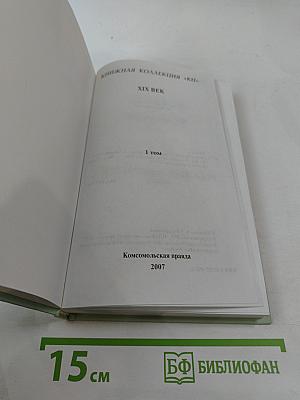 КНИЖНАЯ КОЛЛЕКЦИЯ «КП»
XIX ВЕК
1 том
Комсомольская правда
2007
15 см
БФ БИБЛИОФАН